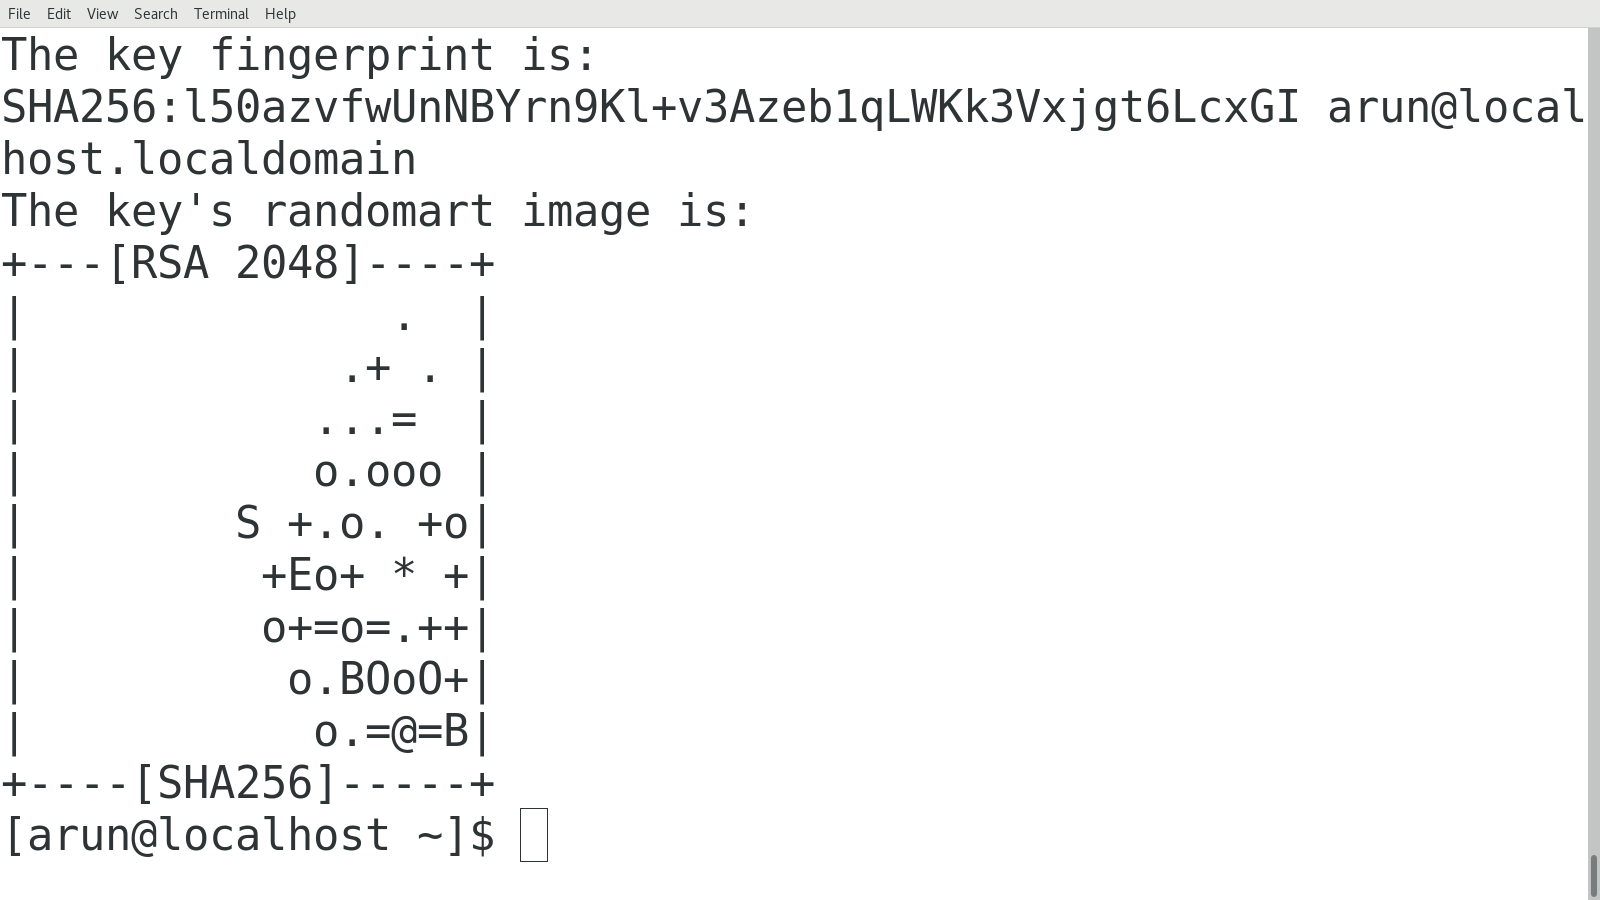 File Edit View Search Terminal Help
The key fingerprint is:
SHA256:l50azvfwUnNBYrn9Kl+v3Azeb1qLWKk3Vxjgt6LcxGI arun@local
host.localdomain
The key's randomart image is:
+---[RSA 2048]----+
|               .  |
|             .+ . |
|            ...=  |
|            o.ooo |
|         S +.o. +o|
|          +Eo+ * +|
|          o+=o=.++|
|           o.BOoO+|
|            o.=@=B|
+----[SHA256]-----+
[arun@localhost ~]$